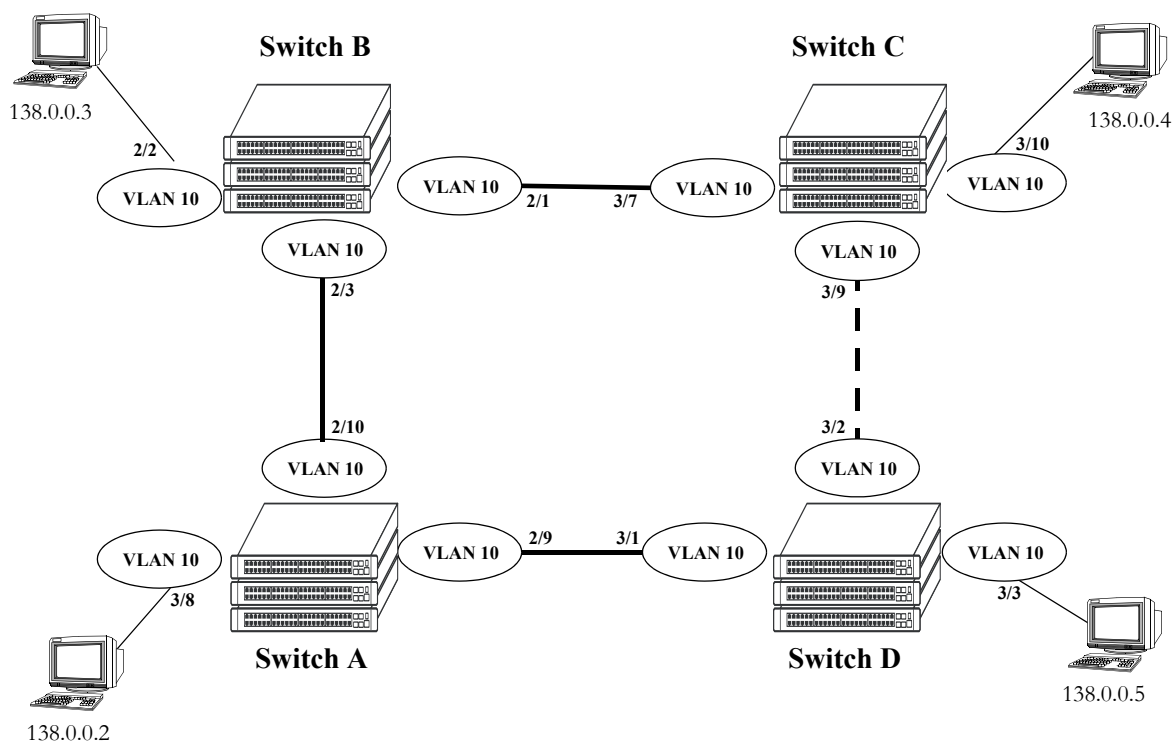 Switch B
Switch C
138.0.0.3
138.0.0.4
2/2
3/10
VLAN 10
VLAN 10
2/1
3/7
VLAN 10
VLAN 10
VLAN 10
2/3
VLAN 10
3/9
2/10
VLAN 10
3/2
VLAN 10
VLAN 10
3/8
VLAN 10
2/9
3/1
VLAN 10
VLAN 10
3/3
Switch A
Switch D
138.0.0.2
138.0.0.5